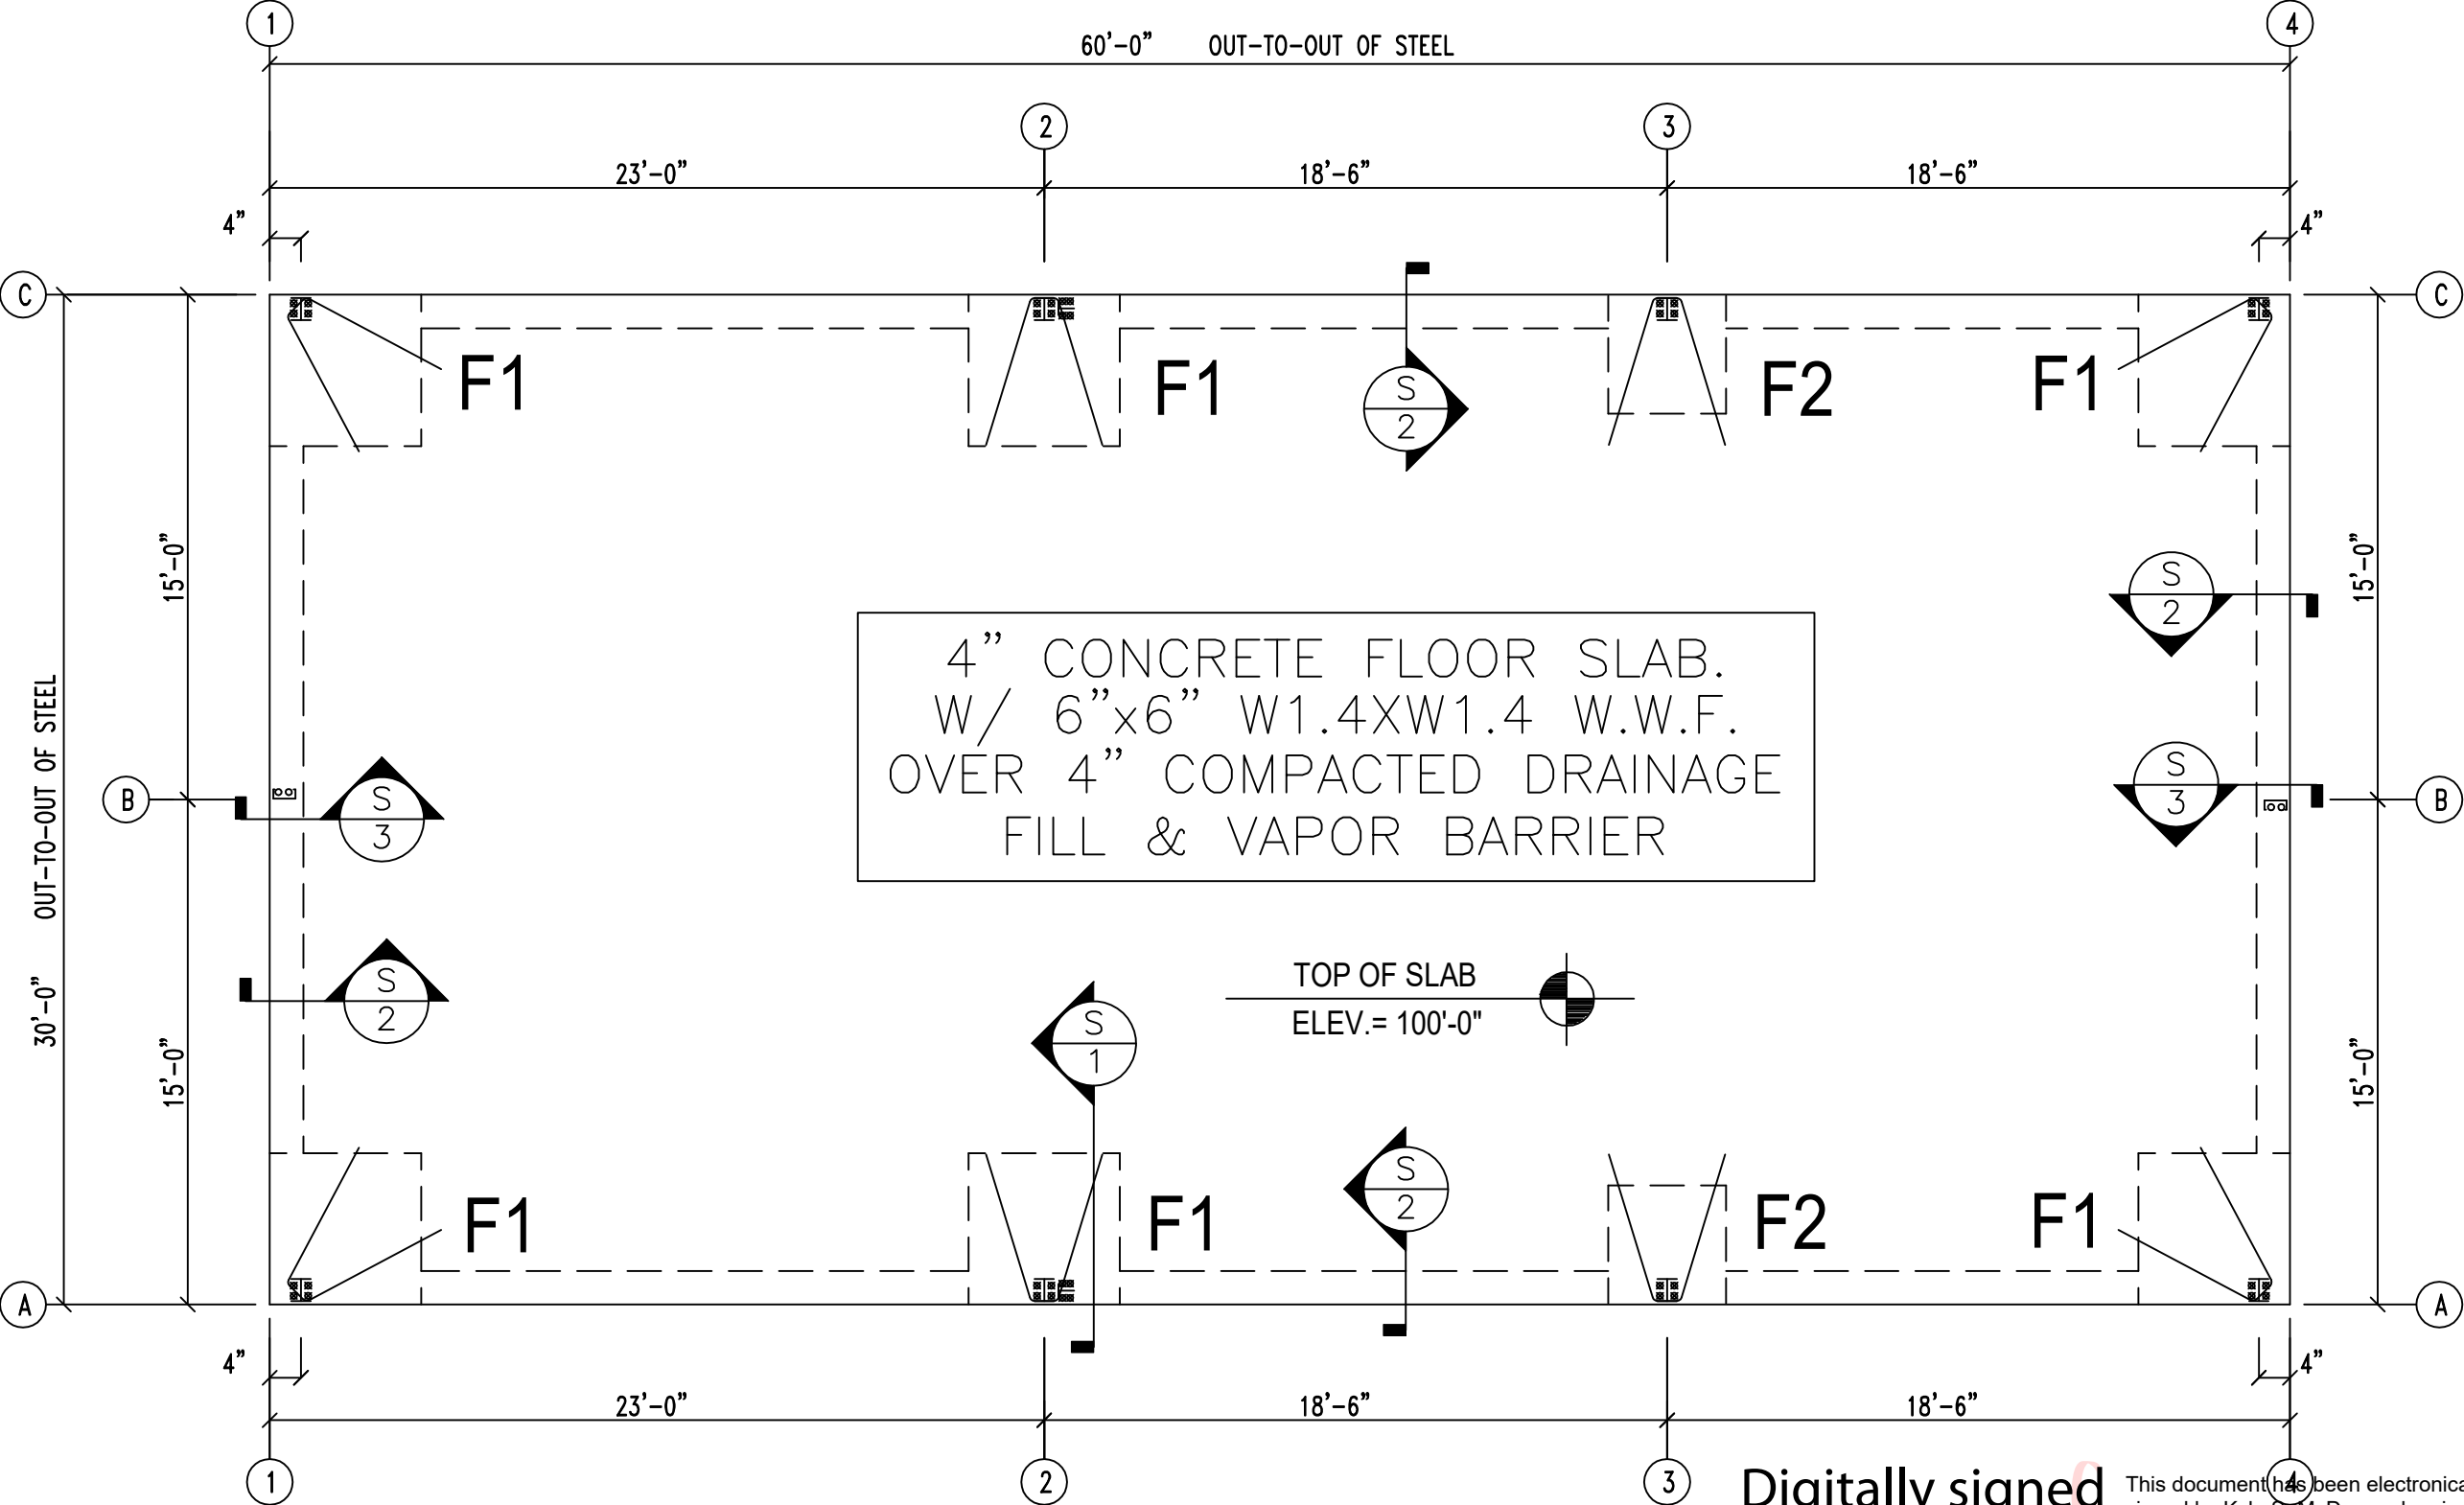 1
4
60'-0" OUT-TO-OUT OF STEEL
2
3
23'-0"
18'-6"
18'-6"
4"
4"
C
C
F1
F1
S
2
F2
F1
15'-0"
15'-0"
S
2
4" CONCRETE FLOOR SLAB.
W/ 6"x6" W1.4XW1.4 W.W.F.
OVER 4" COMPACTED DRAINAGE
FILL & VAPOR BARRIER
30'-0" OUT-TO-OUT OF STEEL
B
S
3
S
3
B
S
2
TOP OF SLAB
ELEV.= 100'-0"
S
1
15'-0"
15'-0"
S
2
F1
F1
F2
F1
A
A
4"
4"
23'-0"
18'-6"
18'-6"
1
2
3
4
Digitally signed
This document has been electronica